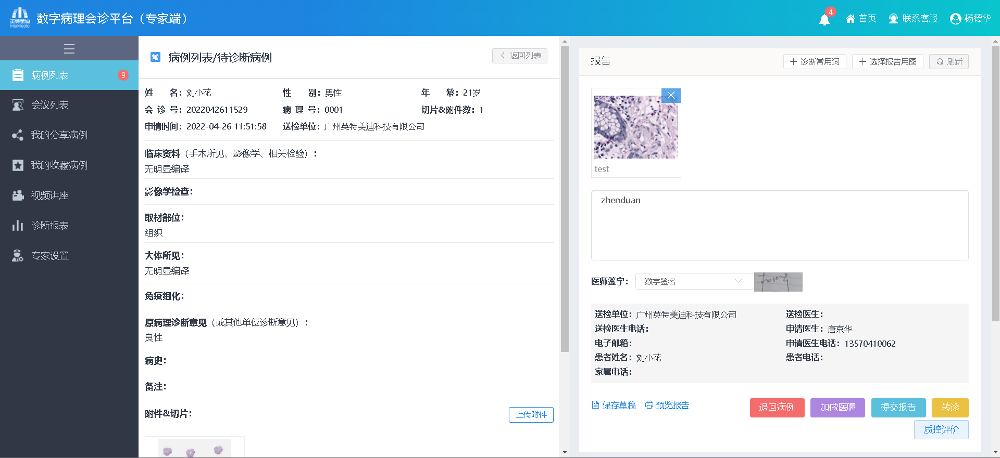 英特美迪
InteMedic
数字病理会诊平台（专家端）
4
首页
联系客服
杨德华
病例列表
9
会议列表
我的分享病例
我的收藏病例
视频讲座
诊断报表
专家设置
常
病例列表/待诊断病例
返回列表
姓 名：刘小花
性 别：男性
年 龄：21岁
会 诊 号：2022042611529
病 理 号：0001
切片&附件数：1
申请时间：2022-04-26 11:51:58
送检单位：广州英特美迪科技有限公司
临床资料（手术所见、影像学、相关检验）：
无明显编译
影像学检查：
取材部位：
组织
大体所见：
无明显编译
免疫组化：
原病理诊断意见（或其他单位诊断意见）：
良性
病史：
备注：
附件&切片：
上传附件
报告
诊断常用词
选择报告用图
刷新
test
zhenduan
医师签字：
数字签名
送检单位：广州英特美迪科技有限公司
送检医生：
送检医生电话：
申请医生：唐京华
电子邮箱：
申请医生电话：13570410062
患者姓名：刘小花
患者电话：
家属电话：
保存草稿
预览报告
退回病例
加做医嘱
提交报告
转诊
质控评价